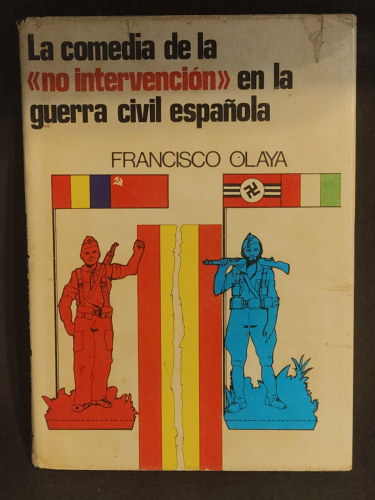 La comedia de la
«no intervención» en la
guerra civil española
FRANCISCO OLAYA